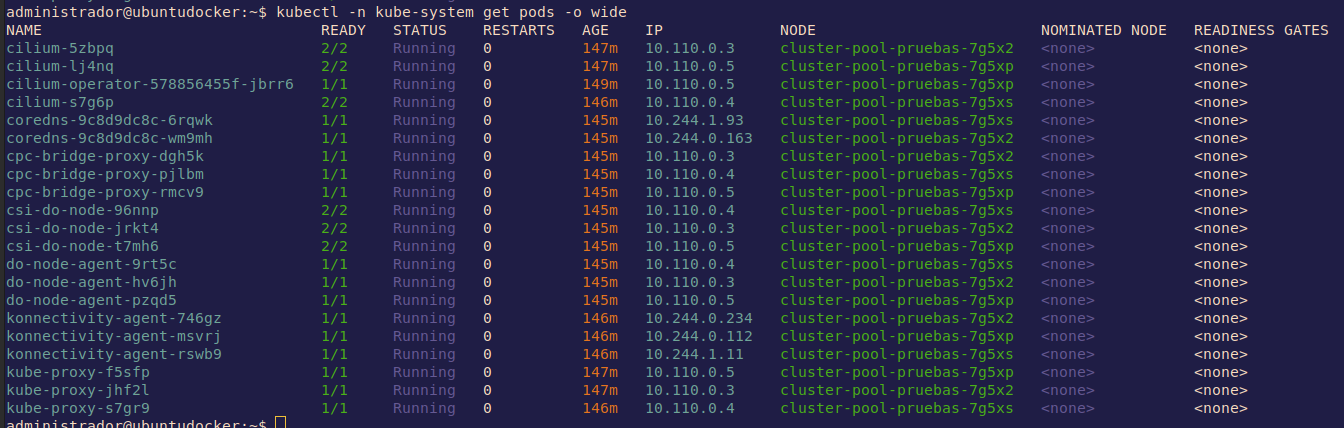 administrador@ubuntudocker:~$ kubectl -n kube-system get pods -o wide
NAME READY STATUS RESTARTS AGE IP NODE NOMINATED NODE READINESS GATES
cilium-5zbpq 2/2 Running 0 147m 10.110.0.3 cluster-pool-pruebas-7g5x2 <none> <none>
cilium-lj4nq 2/2 Running 0 147m 10.110.0.5 cluster-pool-pruebas-7g5xp <none> <none>
cilium-operator-578856455f-jbrr6 1/1 Running 0 149m 10.110.0.5 cluster-pool-pruebas-7g5xp <none> <none>
cilium-s7g6p 2/2 Running 0 146m 10.110.0.4 cluster-pool-pruebas-7g5xs <none> <none>
coredns-9c8d9dc8c-6rqwk 1/1 Running 0 145m 10.244.1.93 cluster-pool-pruebas-7g5xs <none> <none>
coredns-9c8d9dc8c-wm9mh 1/1 Running 0 145m 10.244.0.163 cluster-pool-pruebas-7g5x2 <none> <none>
cpc-bridge-proxy-dgh5k 1/1 Running 0 145m 10.110.0.3 cluster-pool-pruebas-7g5x2 <none> <none>
cpc-bridge-proxy-pjlbm 1/1 Running 0 145m 10.110.0.4 cluster-pool-pruebas-7g5xs <none> <none>
cpc-bridge-proxy-rmcv9 1/1 Running 0 145m 10.110.0.5 cluster-pool-pruebas-7g5xp <none> <none>
csi-do-node-96nnp 2/2 Running 0 145m 10.110.0.4 cluster-pool-pruebas-7g5xs <none> <none>
csi-do-node-jrkt4 2/2 Running 0 145m 10.110.0.3 cluster-pool-pruebas-7g5x2 <none> <none>
csi-do-node-t7mh6 2/2 Running 0 145m 10.110.0.5 cluster-pool-pruebas-7g5xp <none> <none>
do-node-agent-9rt5c 1/1 Running 0 145m 10.110.0.4 cluster-pool-pruebas-7g5xs <none> <none>
do-node-agent-hv6jh 1/1 Running 0 145m 10.110.0.3 cluster-pool-pruebas-7g5x2 <none> <none>
do-node-agent-pzqd5 1/1 Running 0 145m 10.110.0.5 cluster-pool-pruebas-7g5xp <none> <none>
konnectivity-agent-746gz 1/1 Running 0 146m 10.244.0.234 cluster-pool-pruebas-7g5x2 <none> <none>
konnectivity-agent-msvrj 1/1 Running 0 146m 10.244.0.112 cluster-pool-pruebas-7g5xp <none> <none>
konnectivity-agent-rswb9 1/1 Running 0 146m 10.244.1.11 cluster-pool-pruebas-7g5xs <none> <none>
kube-proxy-f5sfp 1/1 Running 0 147m 10.110.0.5 cluster-pool-pruebas-7g5xp <none> <none>
kube-proxy-jhf2l 1/1 Running 0 147m 10.110.0.3 cluster-pool-pruebas-7g5x2 <none> <none>
kube-proxy-s7gr9 1/1 Running 0 146m 10.110.0.4 cluster-pool-pruebas-7g5xs <none> <none>
administrador@ubuntudocker:~$